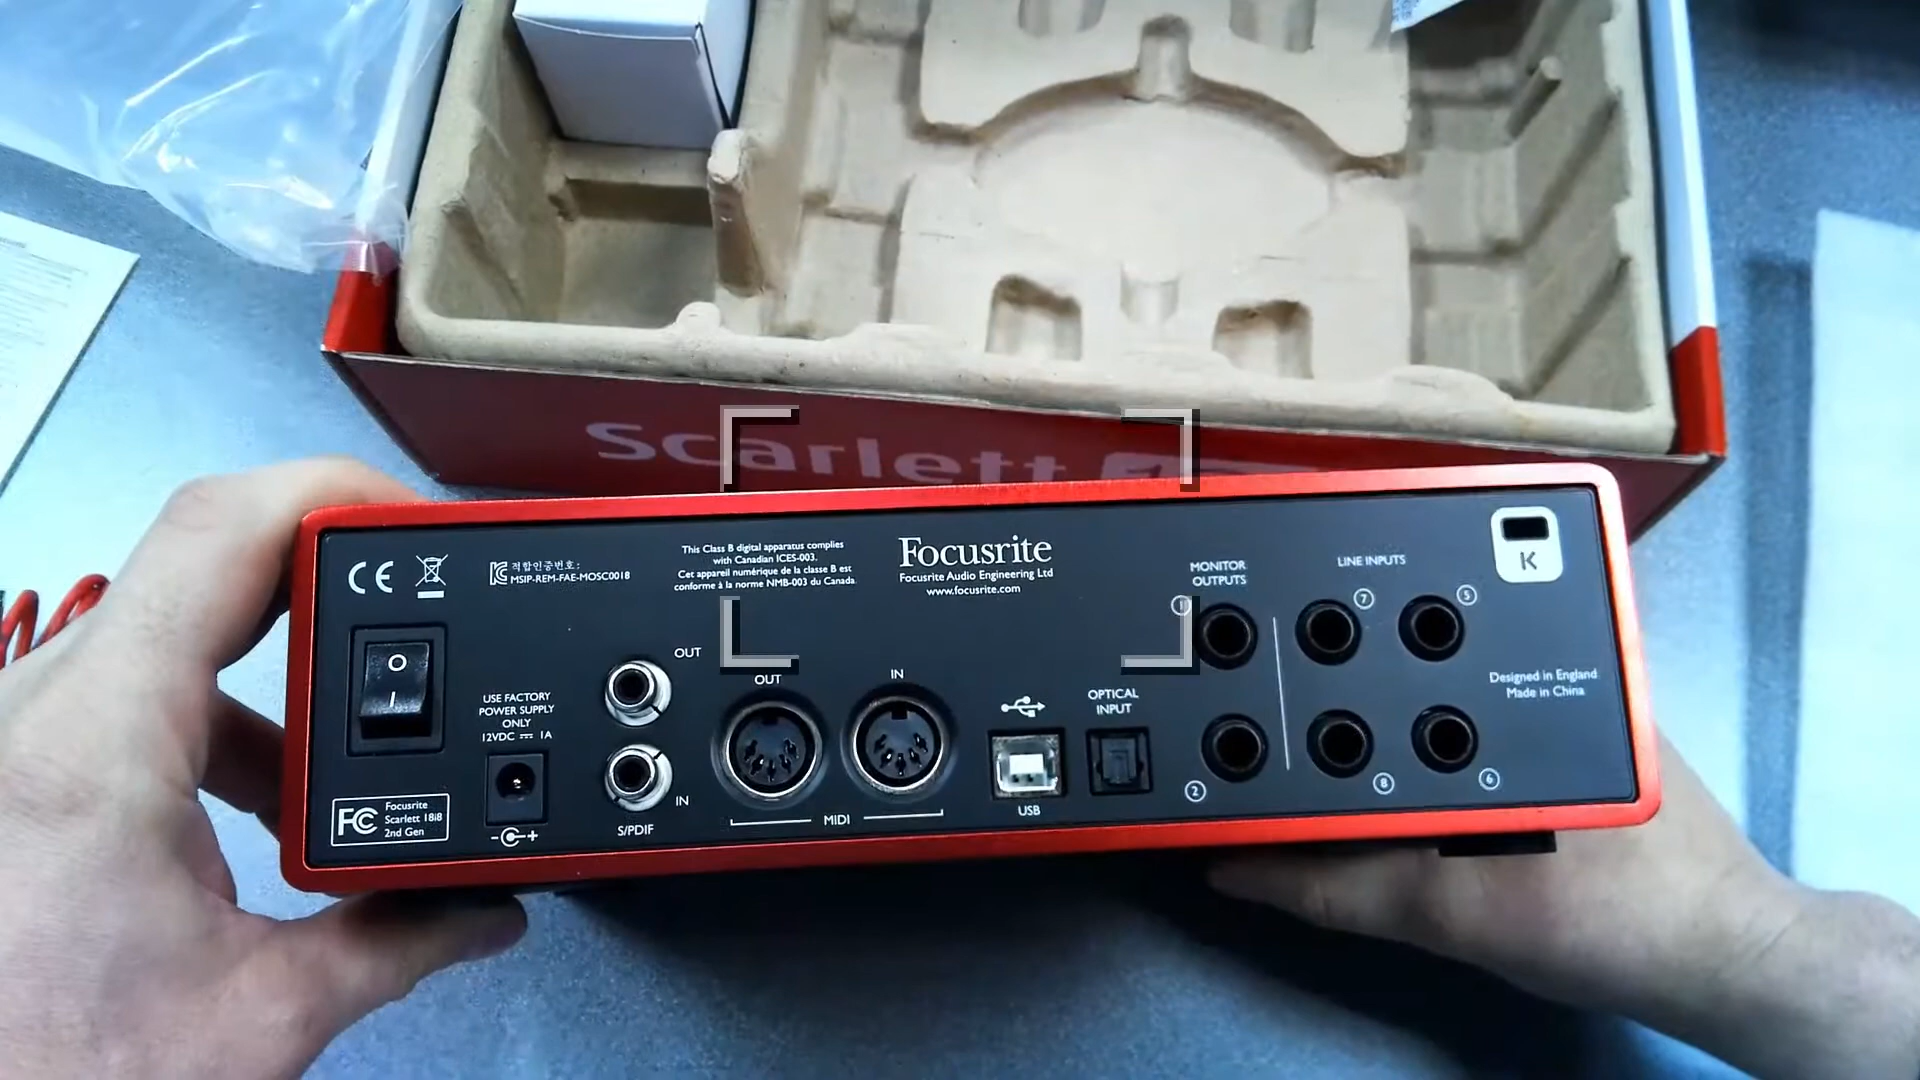 Scarlett
CE
적합인증번호:
MSIP-REM-FAE-MOSC0018
This Class B digital apparatus complies
with Canadian ICES-003.
Cet appareil numérique de la classe B est
conforme à la norme NMB-003 du Canada.
Focusrite
Focusrite Audio Engineering Ltd
www.focusrite.com
MONITOR
OUTPUTS
LINE INPUTS
K
1
7
5
O
I
USE FACTORY
POWER SUPPLY
ONLY
12VDC 1A
OUT
OUT
IN
OPTICAL
INPUT
Designed in England
Made in China
FC
Focusrite
Scarlett 18i8
2nd Gen
- +
IN
S/PDIF
MIDI
USB
2
8
6